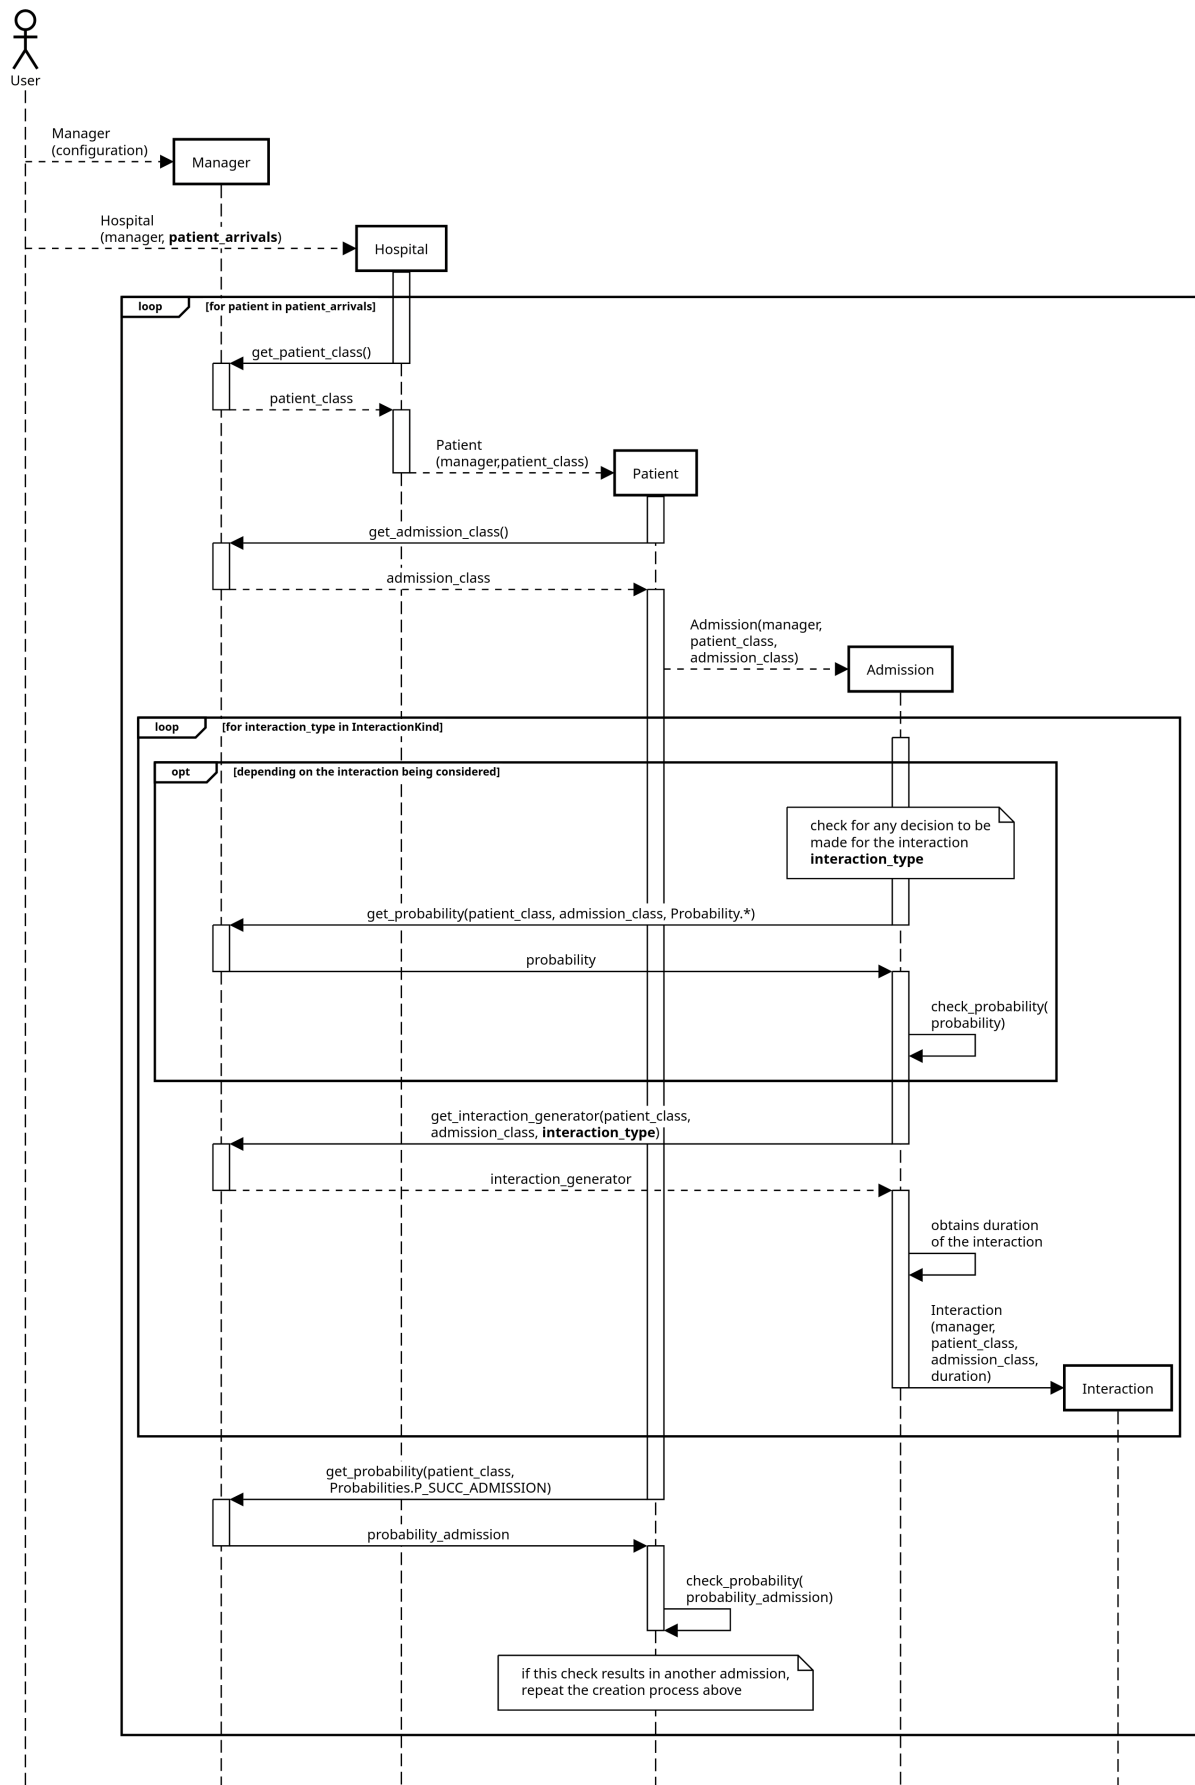 User
Manager
(configuration)
Manager
Hospital
(manager, patient_arrivals)
Hospital
loop
[for patient in patient_arrivals]
get_patient_class()
patient_class
Patient
(manager,patient_class)
Patient
get_admission_class()
admission_class
Admission(manager,
patient_class,
admission_class)
Admission
loop
[for interaction_type in InteractionKind]
opt
[depending on the interaction being considered]
check for any decision to be
made for the interaction
interaction_type
get_probability(patient_class, admission_class, Probability.*)
probability
check_probability(
probability)
get_interaction_generator(patient_class,
admission_class, interaction_type)
interaction_generator
obtains duration
of the interaction
Interaction
(manager,
patient_class,
admission_class,
duration)
Interaction
get_probability(patient_class,
Probabilities.P_SUCC_ADMISSION)
probability_admission
check_probability(
probability_admission)
if this check results in another admission,
repeat the creation process above